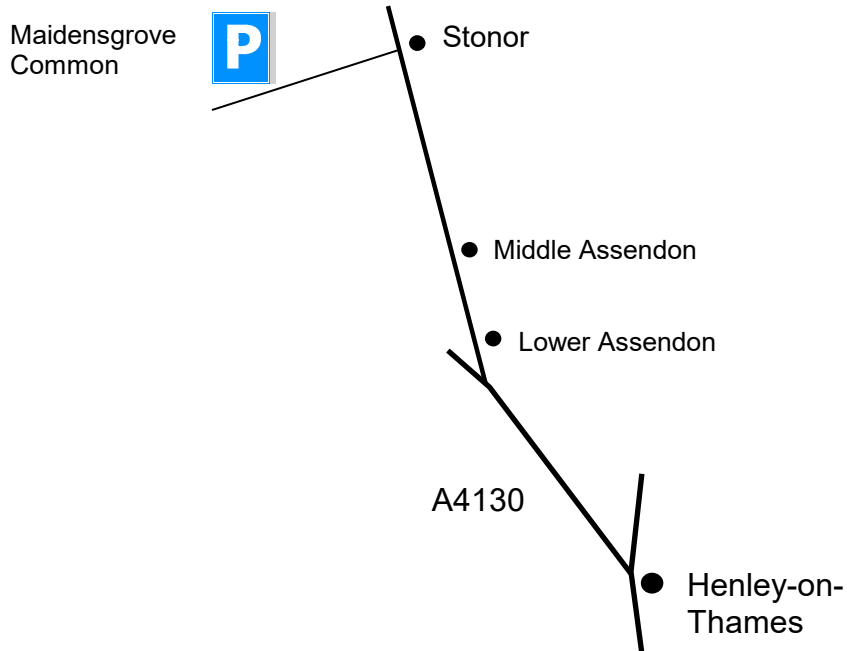 Maidensgrove
Common
P
Stonor
Middle Assendon
Lower Assendon
A4130
Henley-on-
Thames